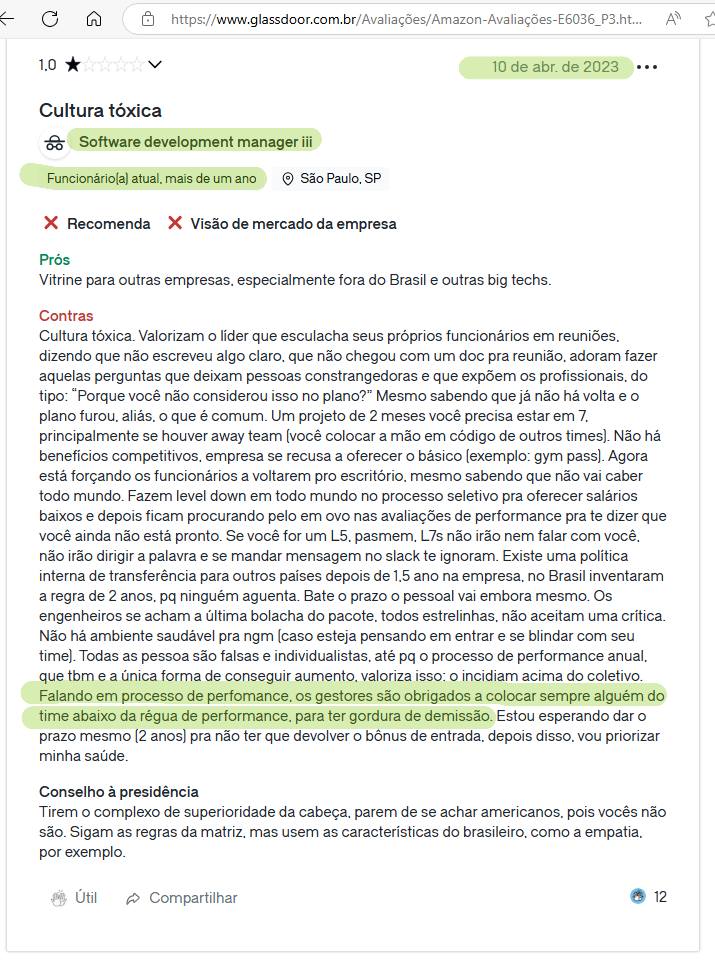 https://www.glassdoor.com.br/Avaliações/Amazon-Avaliações-E6036_P3.ht...
1,0
10 de abr. de 2023
Cultura tóxica
Software development manager iii
Funcionário(a) atual, mais de um ano
São Paulo, SP
Recomenda
Visão de mercado da empresa
Prós
Vitrine para outras empresas, especialmente fora do Brasil e outras big techs.
Contras
Cultura tóxica. Valorizam o líder que esculacha seus próprios funcionários em reuniões,
dizendo que não escreveu algo claro, que não chegou com um doc pra reunião, adoram fazer
aquelas perguntas que deixam pessoas constrangedoras e que expõem os profissionais, do
tipo: “Porque você não considerou isso no plano?” Mesmo sabendo que já não há volta e o
plano furou, aliás, o que é comum. Um projeto de 2 meses você precisa estar em 7,
principalmente se houver away team (você colocar a mão em código de outros times). Não há
benefícios competitivos, empresa se recusa a oferecer o básico (exemplo: gym pass). Agora
está forçando os funcionários a voltarem pro escritório, mesmo sabendo que não vai caber
todo mundo. Fazem level down em todo mundo no processo seletivo pra oferecer salários
baixos e depois ficam procurando pelo em ovo nas avaliações de performance pra te dizer que
você ainda não está pronto. Se você for um L5, pasmem, L7s não irão nem falar com você,
não irão dirigir a palavra e se mandar mensagem no slack te ignoram. Existe uma política
interna de transferência para outros países depois de 1,5 ano na empresa, no Brasil inventaram
a regra de 2 anos, pq ninguém aguenta. Bate o prazo o pessoal vai embora mesmo. Os
engenheiros se acham a última bolacha do pacote, todos estrelinhas, não aceitam uma crítica.
Não há ambiente saudável pra ngm (caso esteja pensando em entrar e se blindar com seu
time). Todas as pessoa são falsas e individualistas, até pq o processo de performance anual,
que tbm e a única forma de conseguir aumento, valoriza isso: o incidiam acima do coletivo.
Falando em processo de perfomance, os gestores são obrigados a colocar sempre alguém do
time abaixo da régua de performance, para ter gordura de demissão. Estou esperando dar o
prazo mesmo (2 anos) pra não ter que devolver o bônus de entrada, depois disso, vou priorizar
minha saúde.
Conselho à presidência
Tirem o complexo de superioridade da cabeça, parem de se achar americanos, pois vocês não
são. Sigam as regras da matriz, mas usem as características do brasileiro, como a empatia,
por exemplo.
Útil
Compartilhar
12